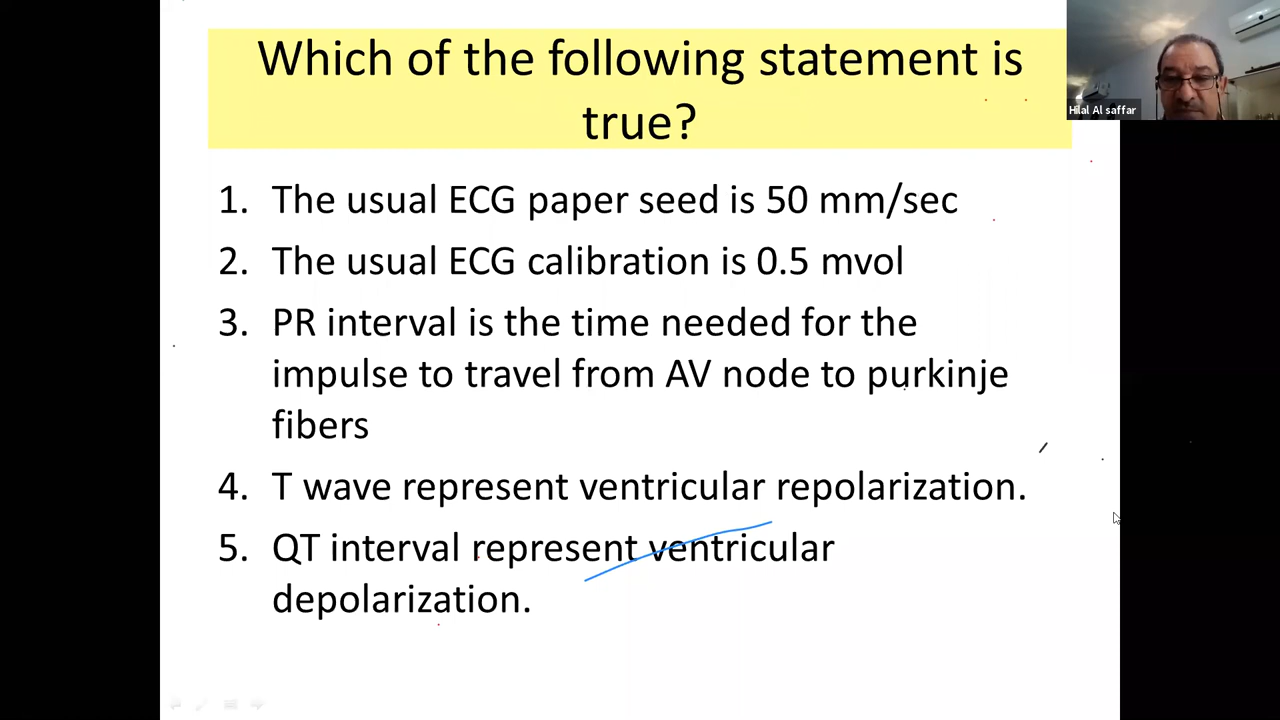 Which of the following statement is
true?
Hilal Al saffar
1. The usual ECG paper seed is 50 mm/sec
2. The usual ECG calibration is 0.5 mvol
3. PR interval is the time needed for the
impulse to travel from AV node to purkinje
fibers
4. T wave represent ventricular repolarization.
5. QT interval represent ventricular
depolarization.